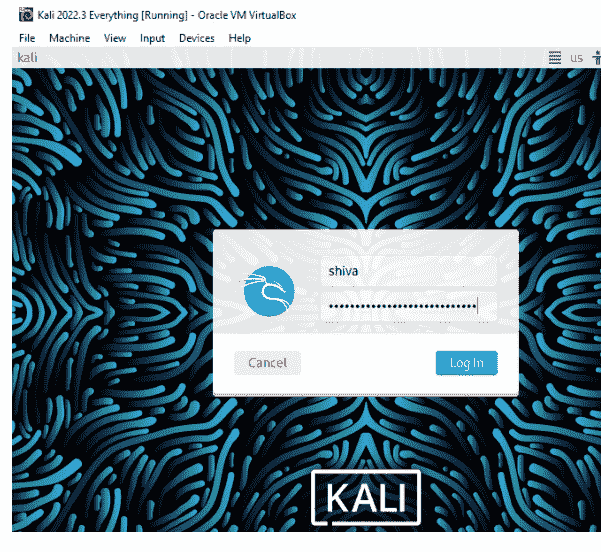 Kali 2022.3 Everything [Running] - Oracle VM VirtualBox
File Machine View Input Devices Help
kali us
shiva
Cancel Log In
KALI